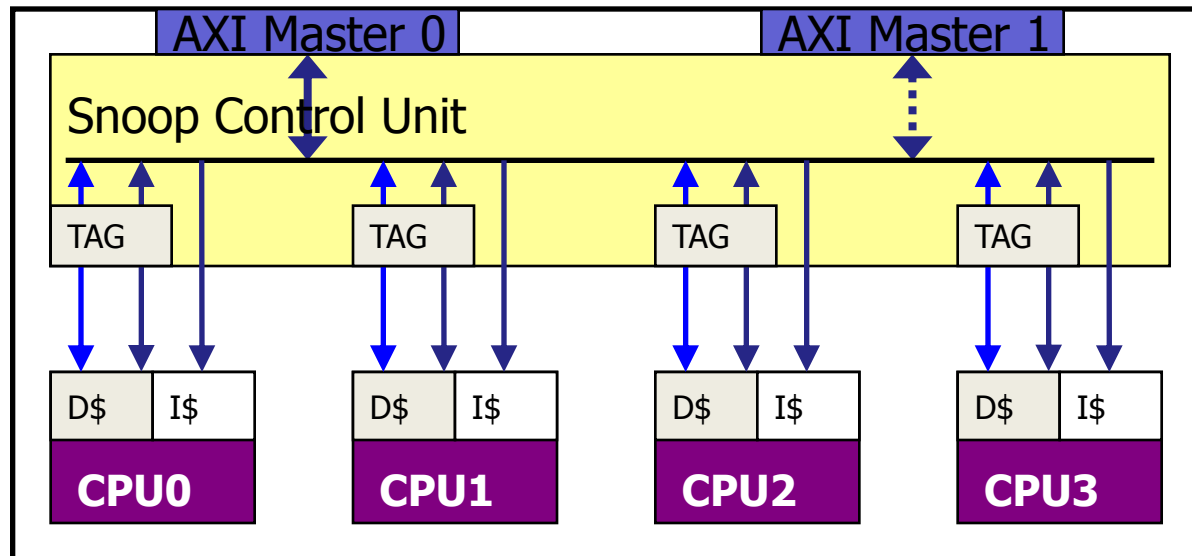 AXI Master 0
AXI Master 1
Snoop Control Unit
TAG
TAG
TAG
TAG
D$
I$
D$
I$
D$
I$
D$
I$
CPU0
CPU1
CPU2
CPU3